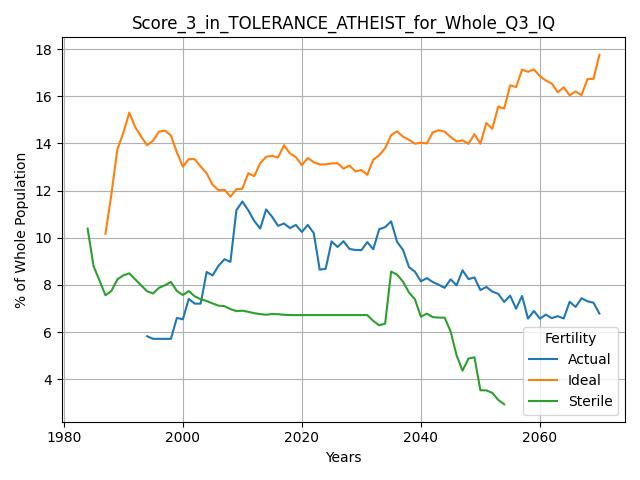 Score_3_in_TOLERANCE_ATHEIST_for_Whole_Q3_IQ
% of Whole Population
18
16
14
12
10
8
6
4
1980
2000
2020
2040
2060
Years
Fertility
Actual
Ideal
Sterile